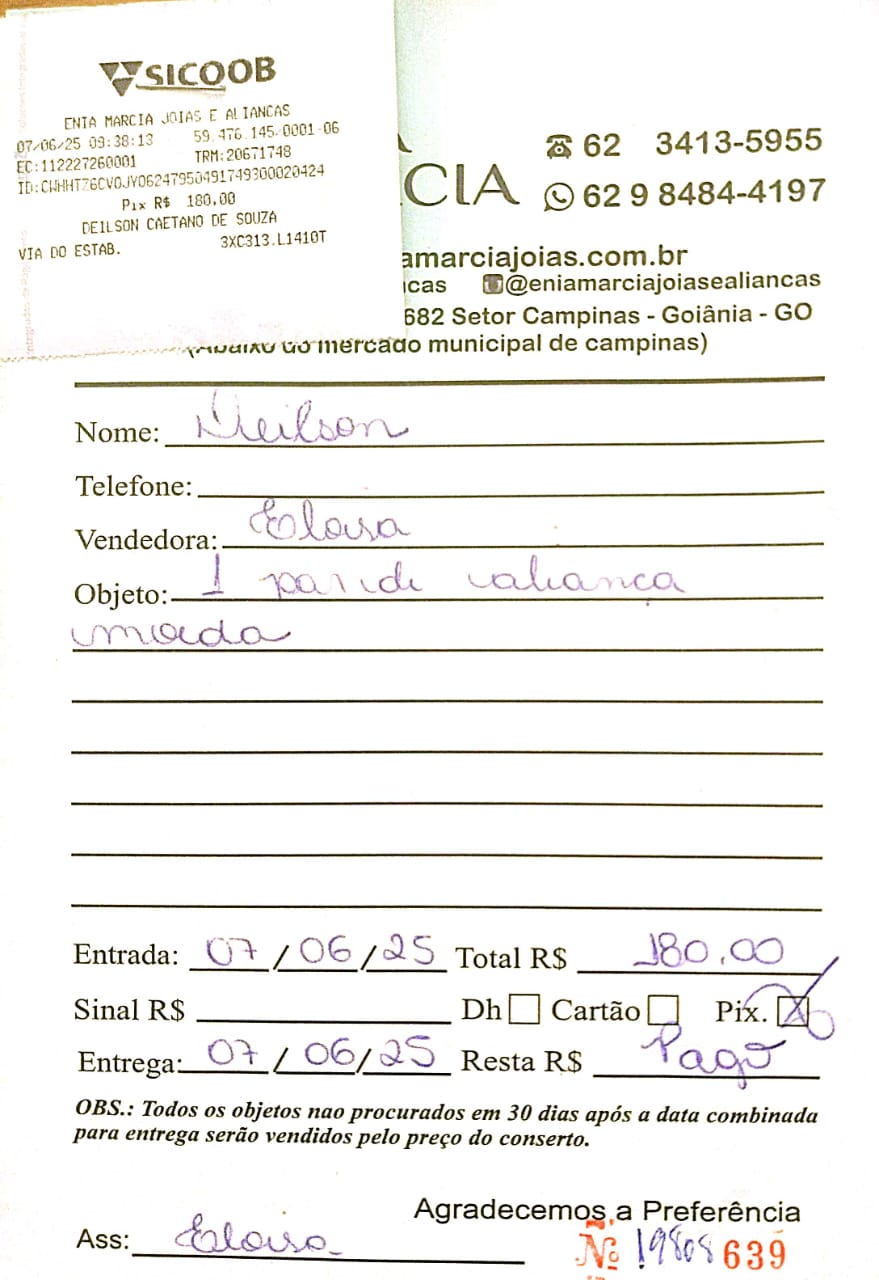 SICOOB
ENIA MARCIA JOIAS E ALIANCAS
07/06/25 09:38:13 59.476.145.0001-06
EC:112227260001 TRM:20671748
ID:CWHHTZ6CVOJY06247950491749300020424
Pix R$ 180,00
DEILSON CAETANO DE SOUZA
VIA DO ESTAB. 3XC313.L1410T
CIA
62 3413-5955
62 9 8484-4197
amarciajoias.com.br
cas @eniamarciajoiasealiancas
682 Setor Campinas - Goiânia - GO
(Abaixo do mercado municipal de campinas)
Nome: Deilson
Telefone:
Vendedora: Eloisa
Objeto: 1 par de aliança
moeda
Entrada: 07/06/25 Total R$ 180,00
Sinal R$ Dh Cartão Pix. X
Entrega: 07/06/25 Resta R$ Pago
OBS.: Todos os objetos nao procurados em 30 dias após a data combinada
para entrega serão vendidos pelo preço do conserto.
Agradecemos a Preferência
Ass: Eloisa
Nº 19808 639